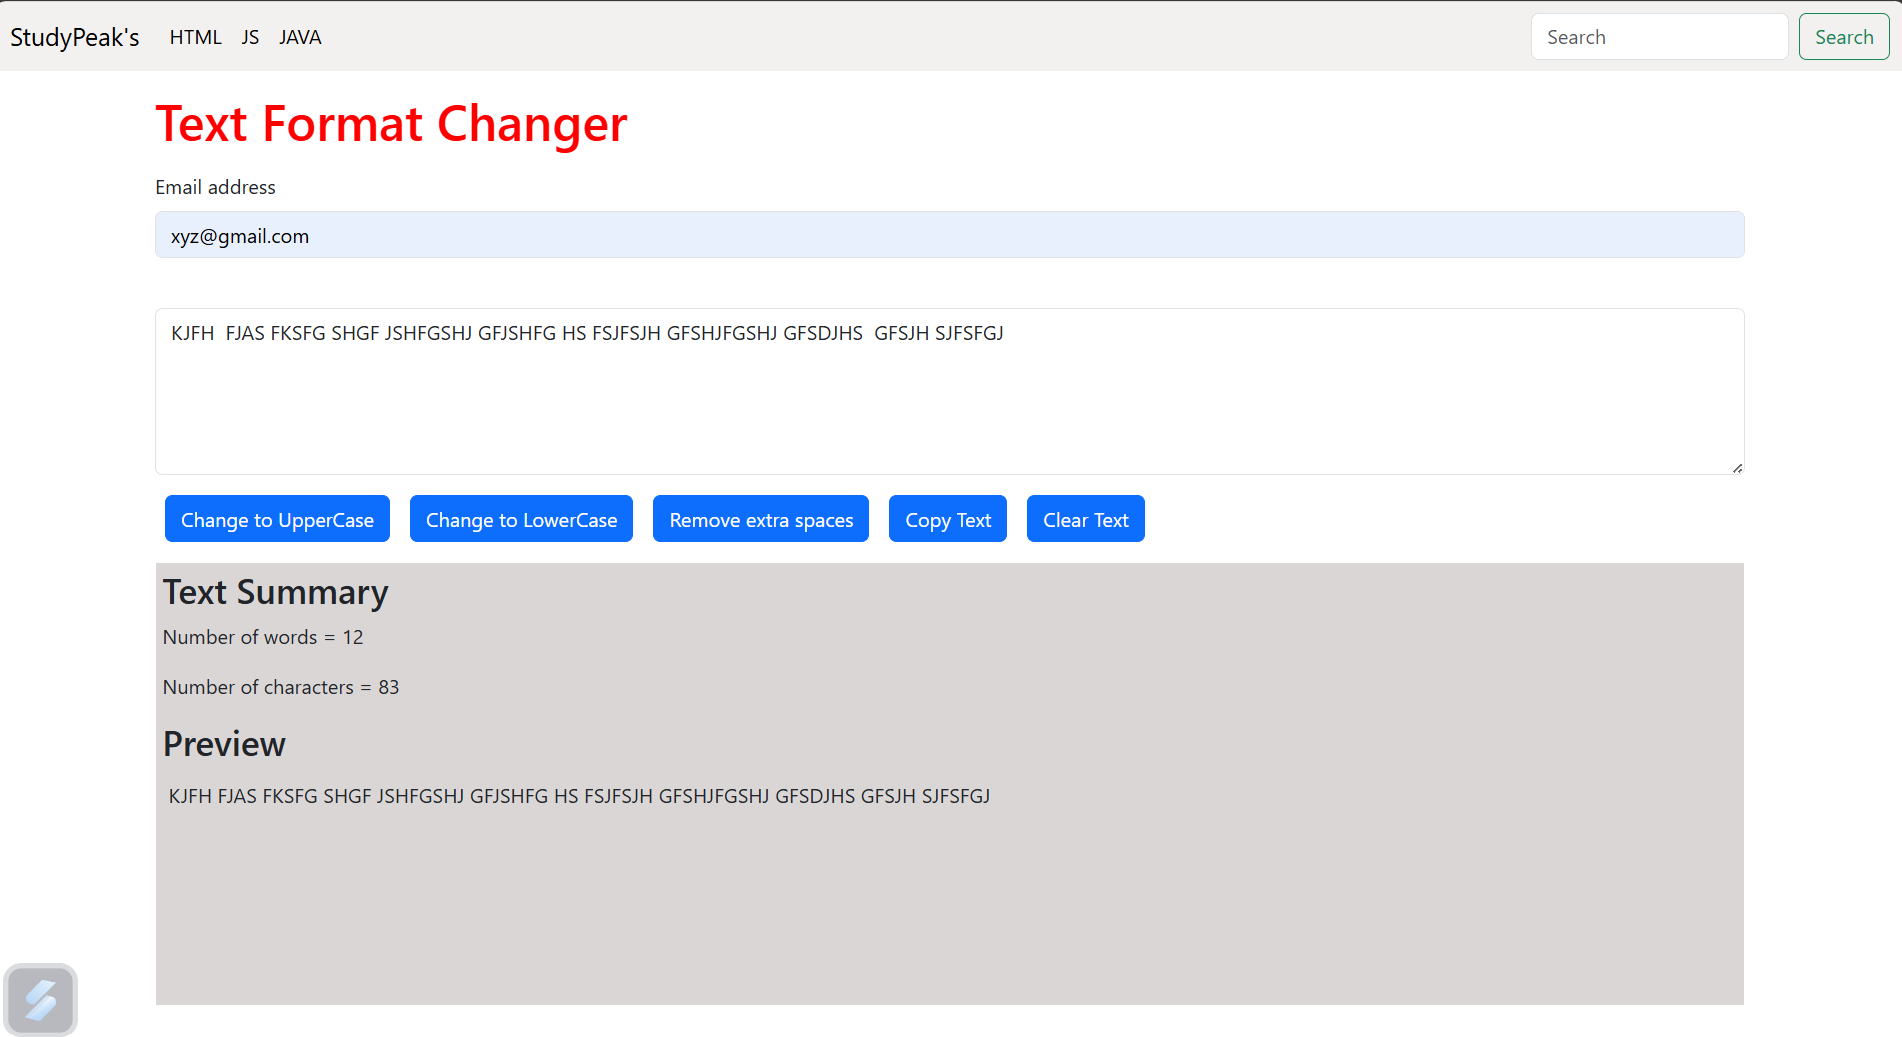 StudyPeak's HTML JS JAVA Search Search
Text Format Changer
Email address
xyz@gmail.com
KJFH  FJAS FKSFG SHGF JSHFGSHJ GFJSHFG HS FSJFSJH GFSHJFGSHJ GFSDJHS  GFSJH SJFSFGJ
Change to UpperCase Change to LowerCase Remove extra spaces Copy Text Clear Text
Text Summary
Number of words = 12
Number of characters = 83
Preview
KJFH FJAS FKSFG SHGF JSHFGSHJ GFJSHFG HS FSJFSJH GFSHJFGSHJ GFSDJHS GFSJH SJFSFGJ